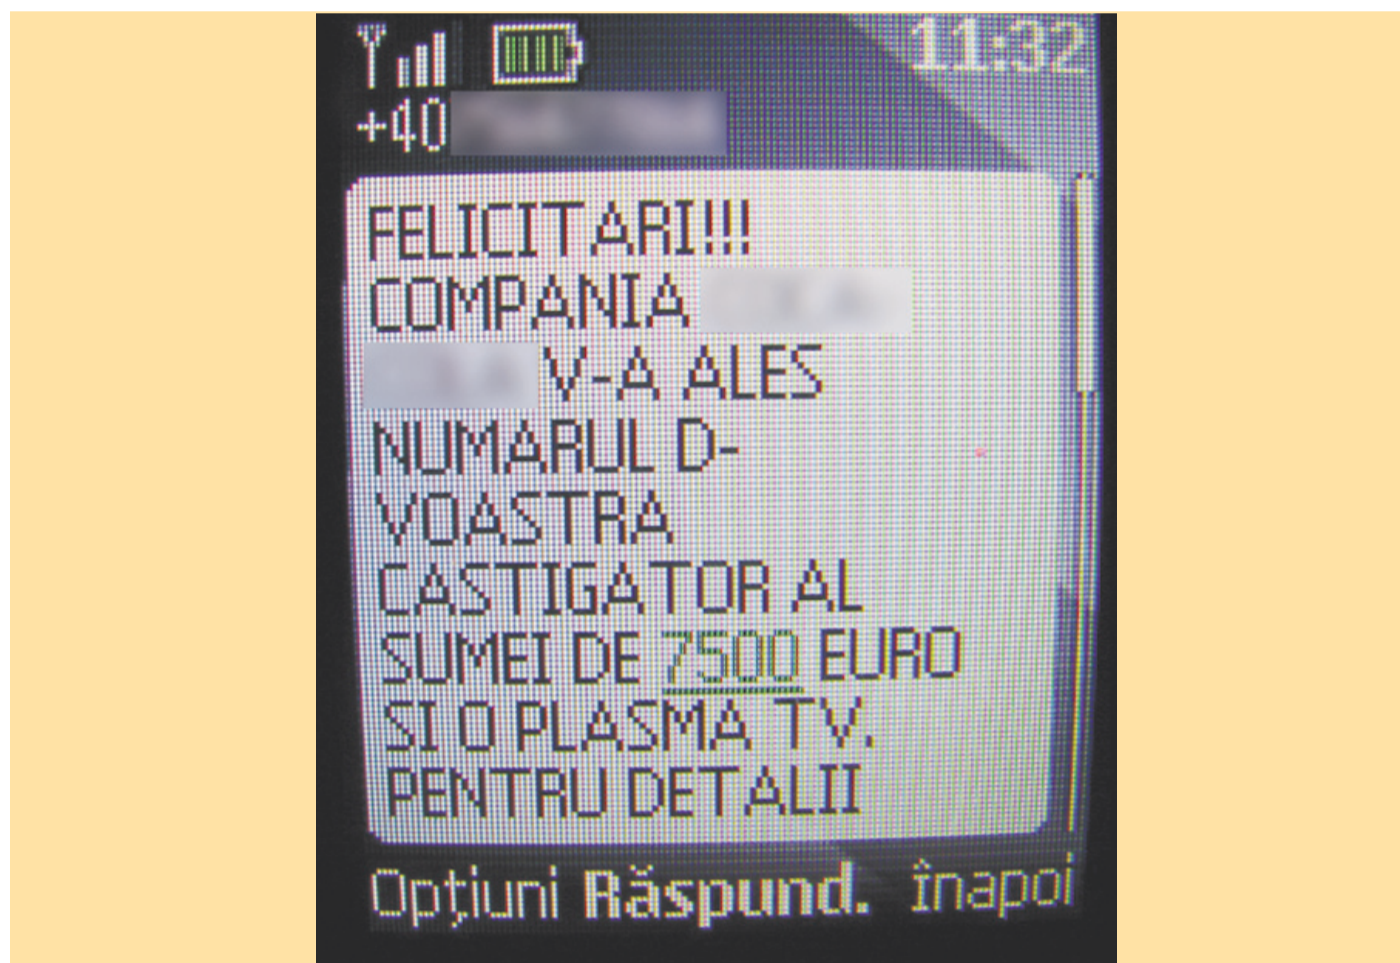 11:32
+40
FELICITARI!!!
COMPANIA
V-A ALES
NUMARUL D-
VOASTRA
CASTIGATOR AL
SUMEI DE 7500 EURO
SI O PLASMA TV.
PENTRU DETALII
Opţiuni Răspund. înapoi